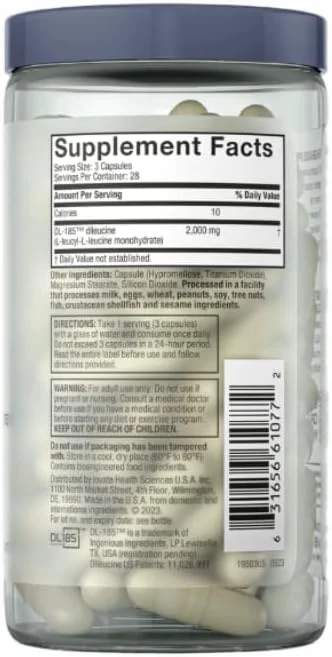 Supplement Facts
Serving Size: 3 Capsules
Servings Per Container: 28
Amount Per Serving % Daily Value
Calories 10
DL-185™ dileucine 2,000 mg †
(L-leucyl-L-leucine monohydrate)
† Daily Value not established.
Other ingredients: Capsule (Hypromellose, Titanium Dioxide),
Magnesium Stearate, Silicon Dioxide. Processed in a facility
that processes milk, eggs, wheat, peanuts, soy, tree nuts,
fish, crustacean shellfish and sesame ingredients.
DIRECTIONS: Take 1 serving (3 capsules)
with a glass of water and consume once daily.
Do not exceed 3 capsules in a 24-hour period.
Read the entire label before use and follow
directions provided.
WARNING: For adult use only. Do not use if
pregnant or nursing. Consult a medical doctor
before use if you have a medical condition or
before starting any diet or exercise program.
KEEP OUT OF REACH OF CHILDREN.
Do not use if packaging has been tampered
with. Store in a cool, dry place (60°F to 80°F).
Contains bioengineered food ingredients.
Distributed by Iovate Health Sciences U.S.A. Inc.
1100 North Market Street, 4th Floor, Wilmington,
DE, 19890. Made in the U.S.A. from domestic and
international ingredients. © 2023.
For lot no. and expiry date: see bottle.
DL185
DL-185™ is a trademark of
Ingenious Ingredients, LP Lewisville,
TX, USA (registration pending)
Dileucine US Patents: 11,026,991
6 31656 61077 2